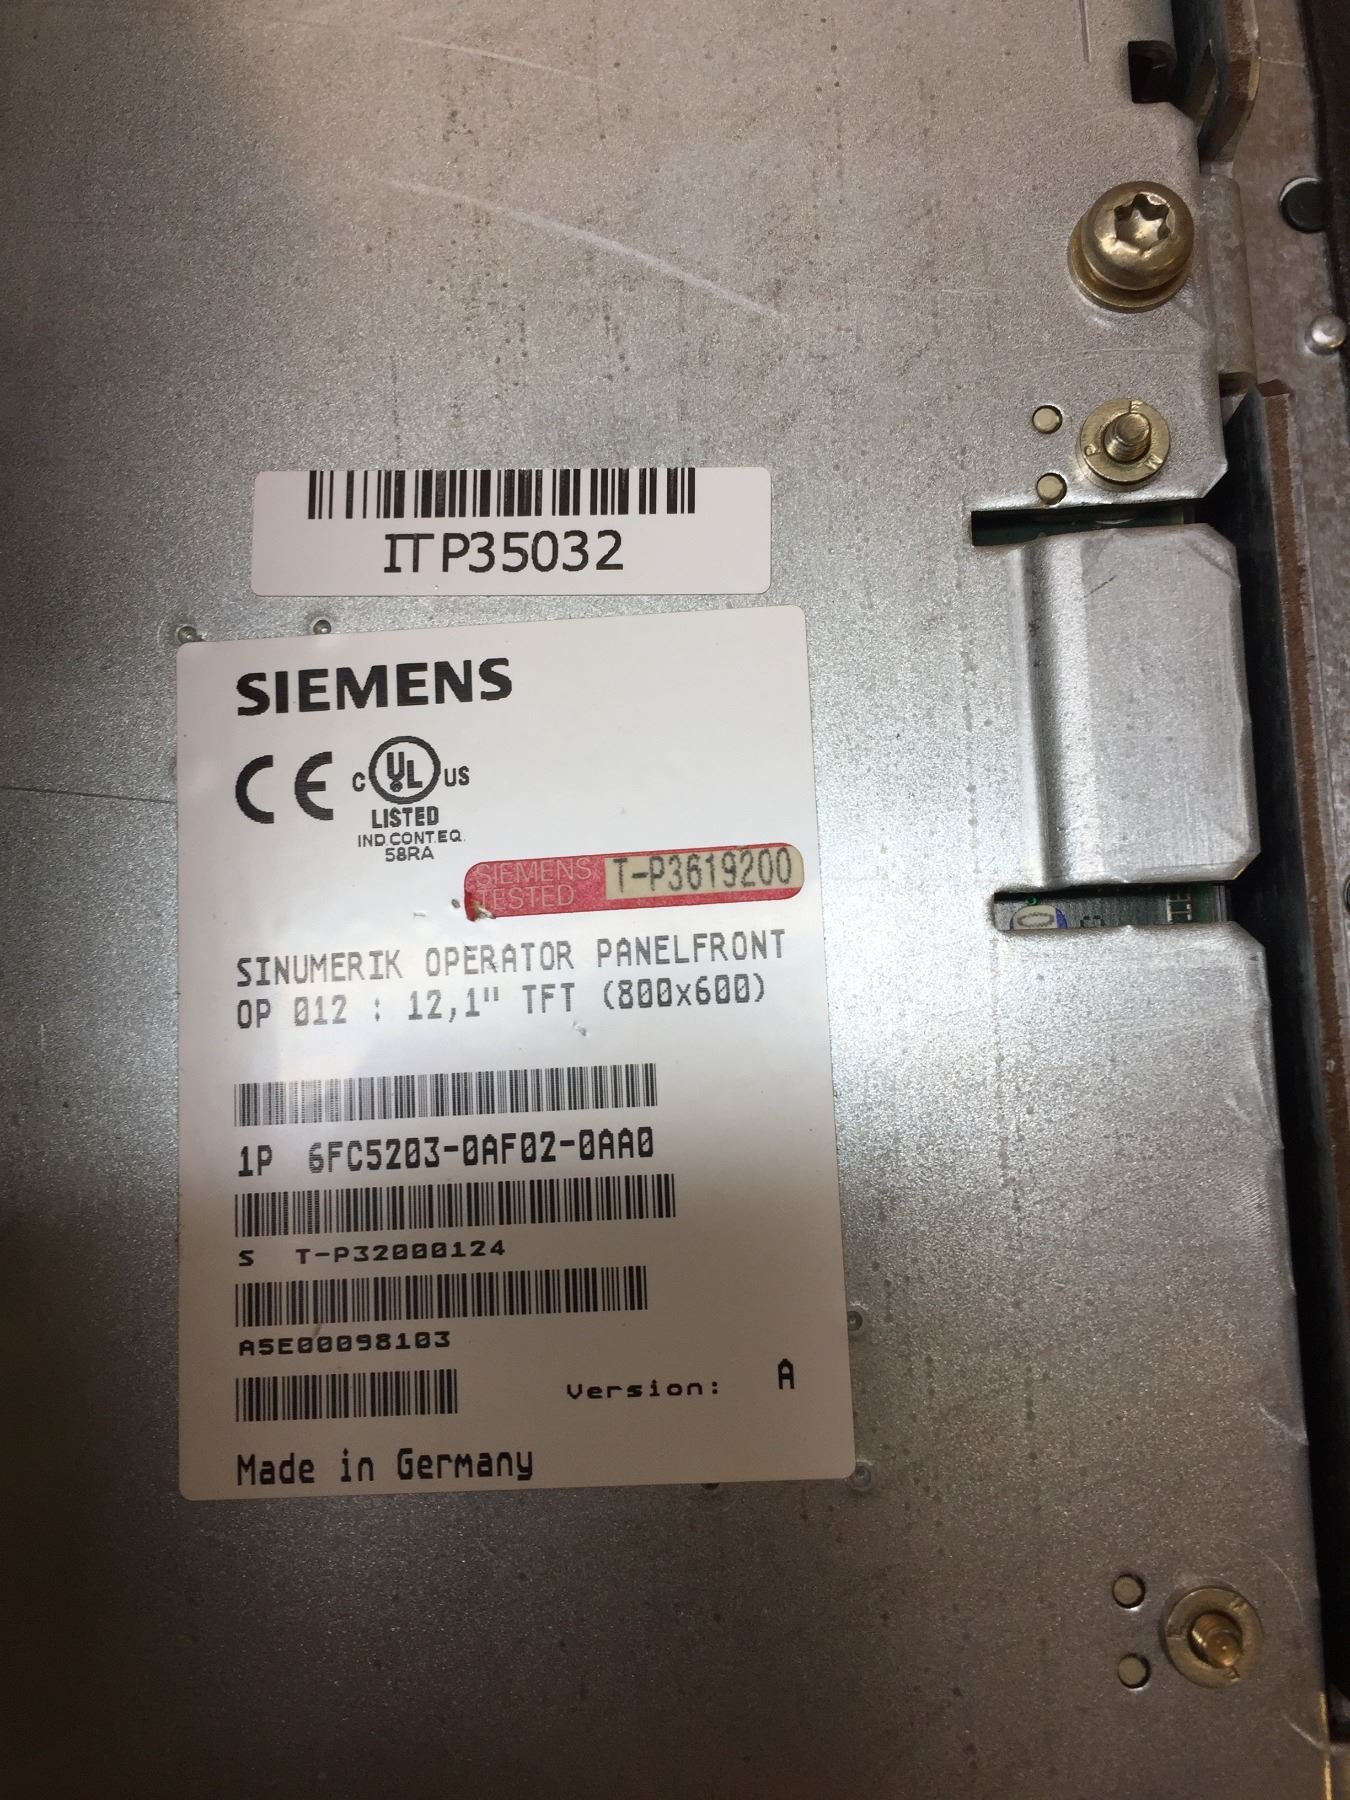 ITP35032
SIEMENS
CE C UL US
LISTED
IND.CONT.EQ.
58RA
SIEMENS
TESTED
T-P3619200
SINUMERIK OPERATOR PANELFRONT
OP 012 : 12,1" TFT (800x600)
1P 6FC5203-0AF02-0AA0
S T-P32000124
A5E00098103
Version: A
Made in Germany